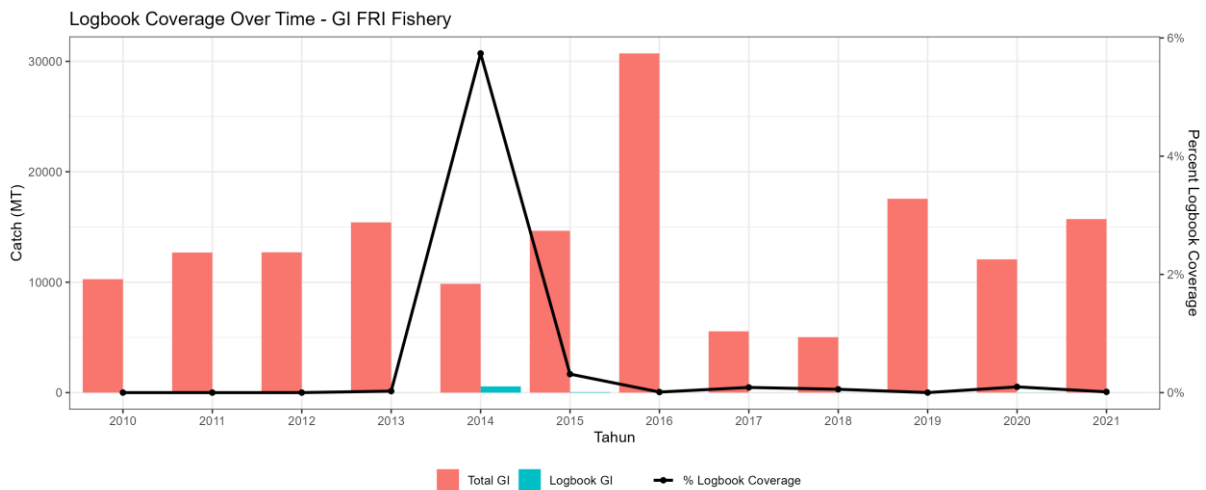 Logbook Coverage Over Time - GI FRI Fishery
30000
20000
10000
0
Catch (MT)
6%
4%
2%
0%
Percent Logbook Coverage
2010 2011 2012 2013 2014 2015 2016 2017 2018 2019 2020 2021
Tahun
Total GI Logbook GI % Logbook Coverage